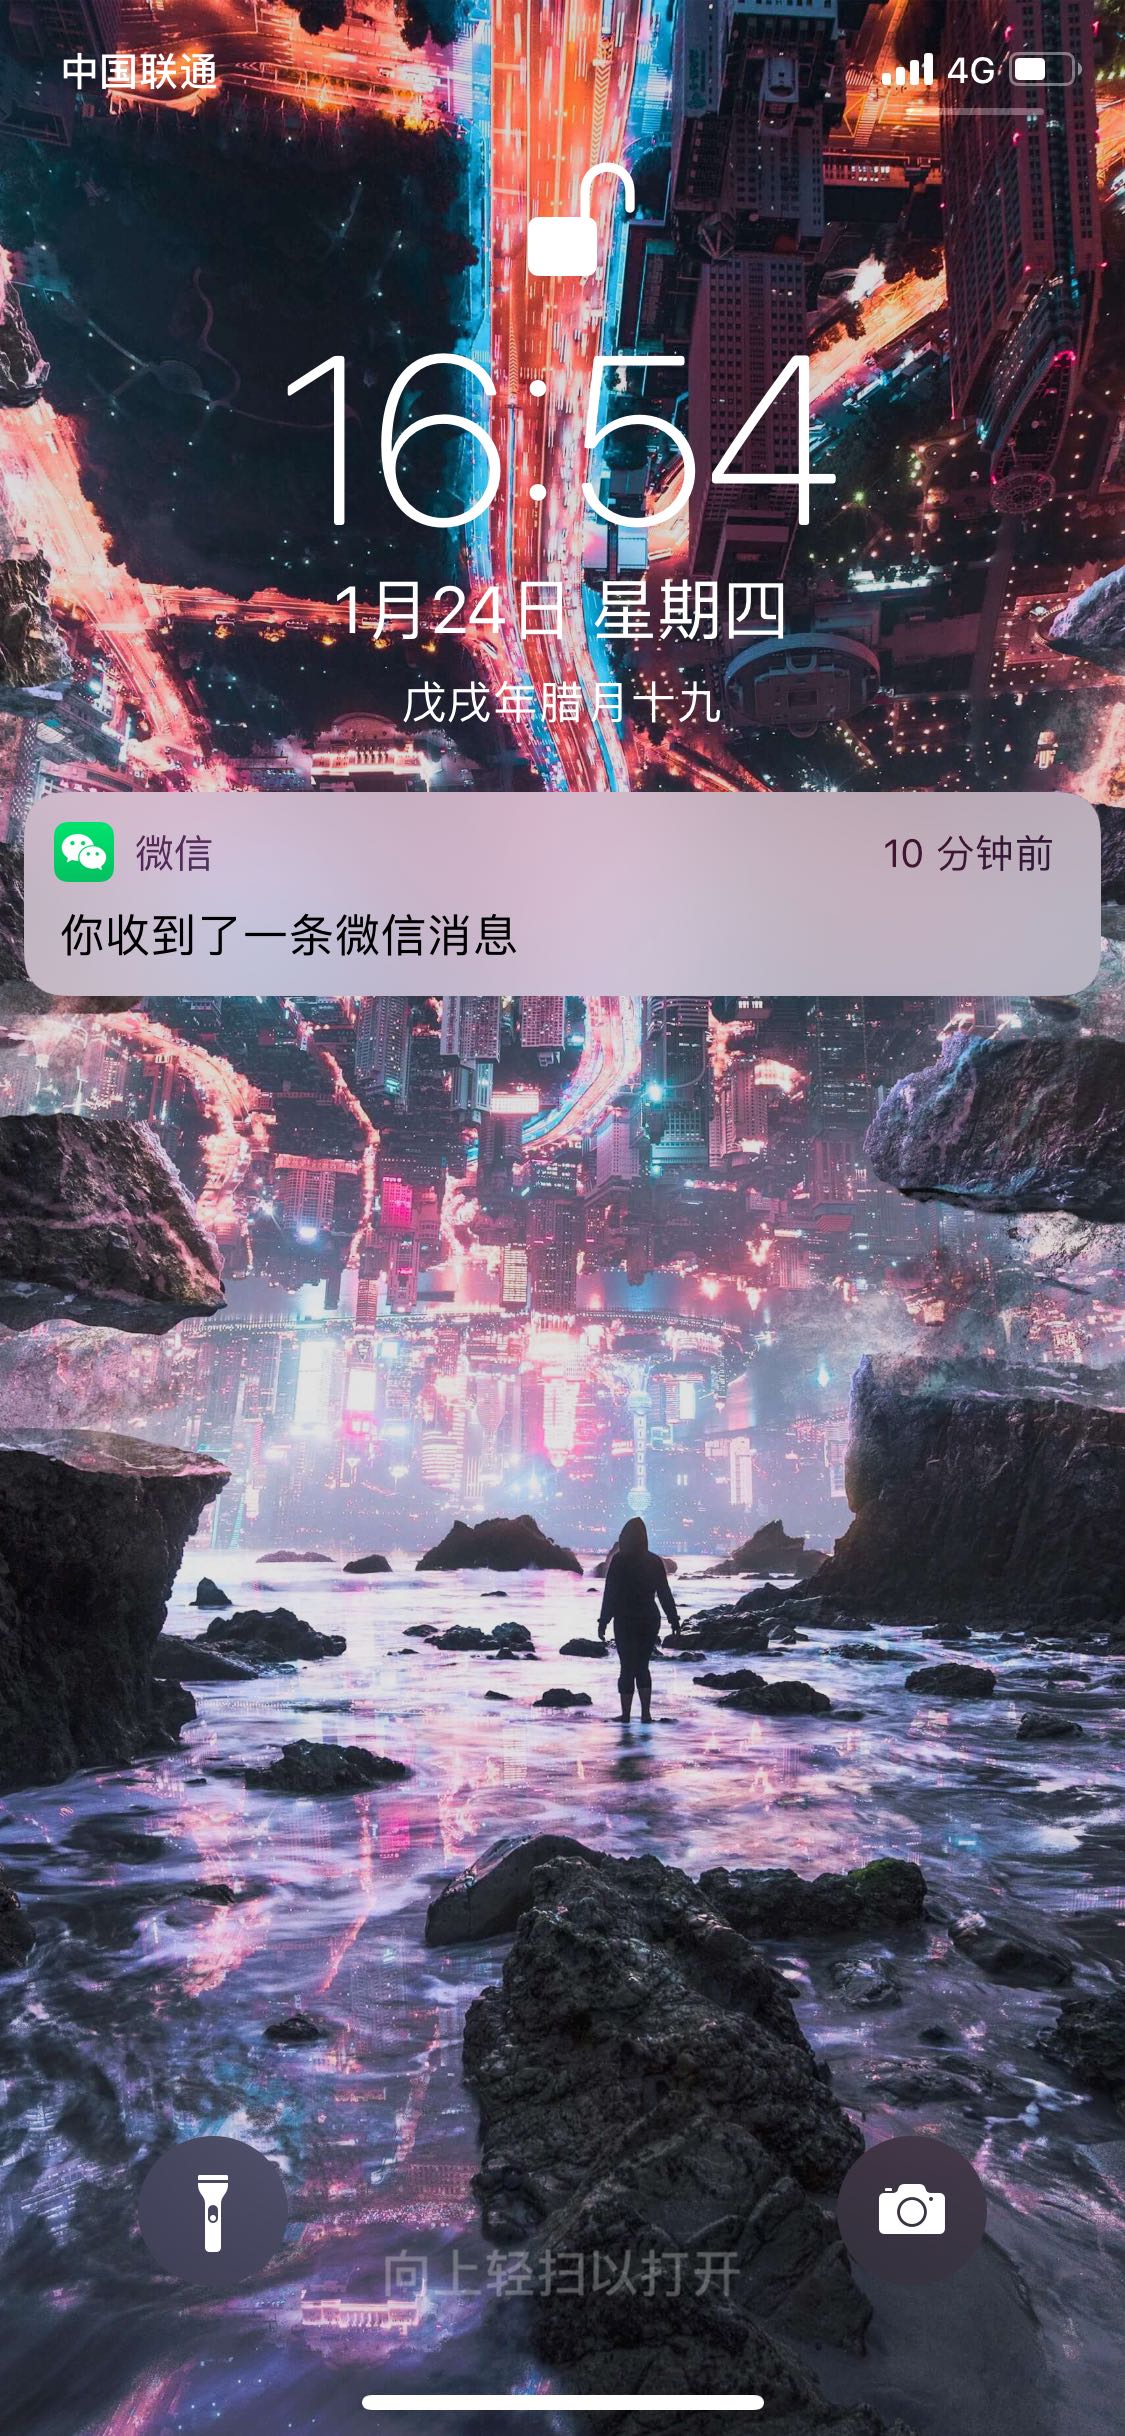 中国联通 4G
16:54
1月24日 星期四
戊戌年腊月十九
微信 10 分钟前
你收到了一条微信消息
向上轻扫以打开